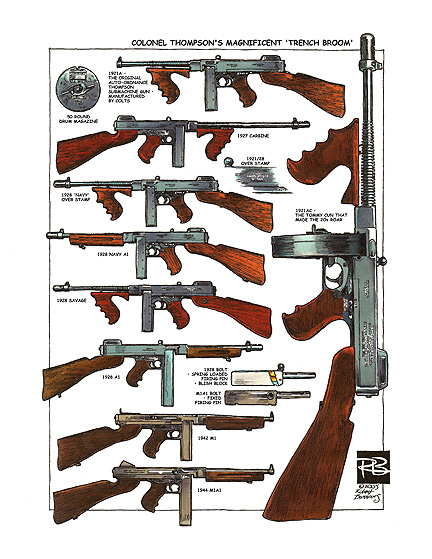 COLONEL THOMPSON'S MAGNIFICENT 'TRENCH BROOM'
1921A -
THE ORIGINAL
AUTO-ORDNANCE
THOMPSON
SUBMACHINE GUN -
MANUFACTURED
BY COLTS
50 ROUND
DRUM MAGAZINE
1927 CARBINE
1921/28
OVER STAMP
1928 'NAVY'
OVER STAMP
1921AC -
THE TOMMY GUN THAT
MADE THE 20s ROAR
1928 NAVY A1
1928 SAVAGE
1928 A1
1928 BOLT
- SPRING LOADED
FIRING PIN
- BLISH BLOCK
M1A1 BOLT
- FIXED
FIRING PIN
1942 M1
1944 M1A1